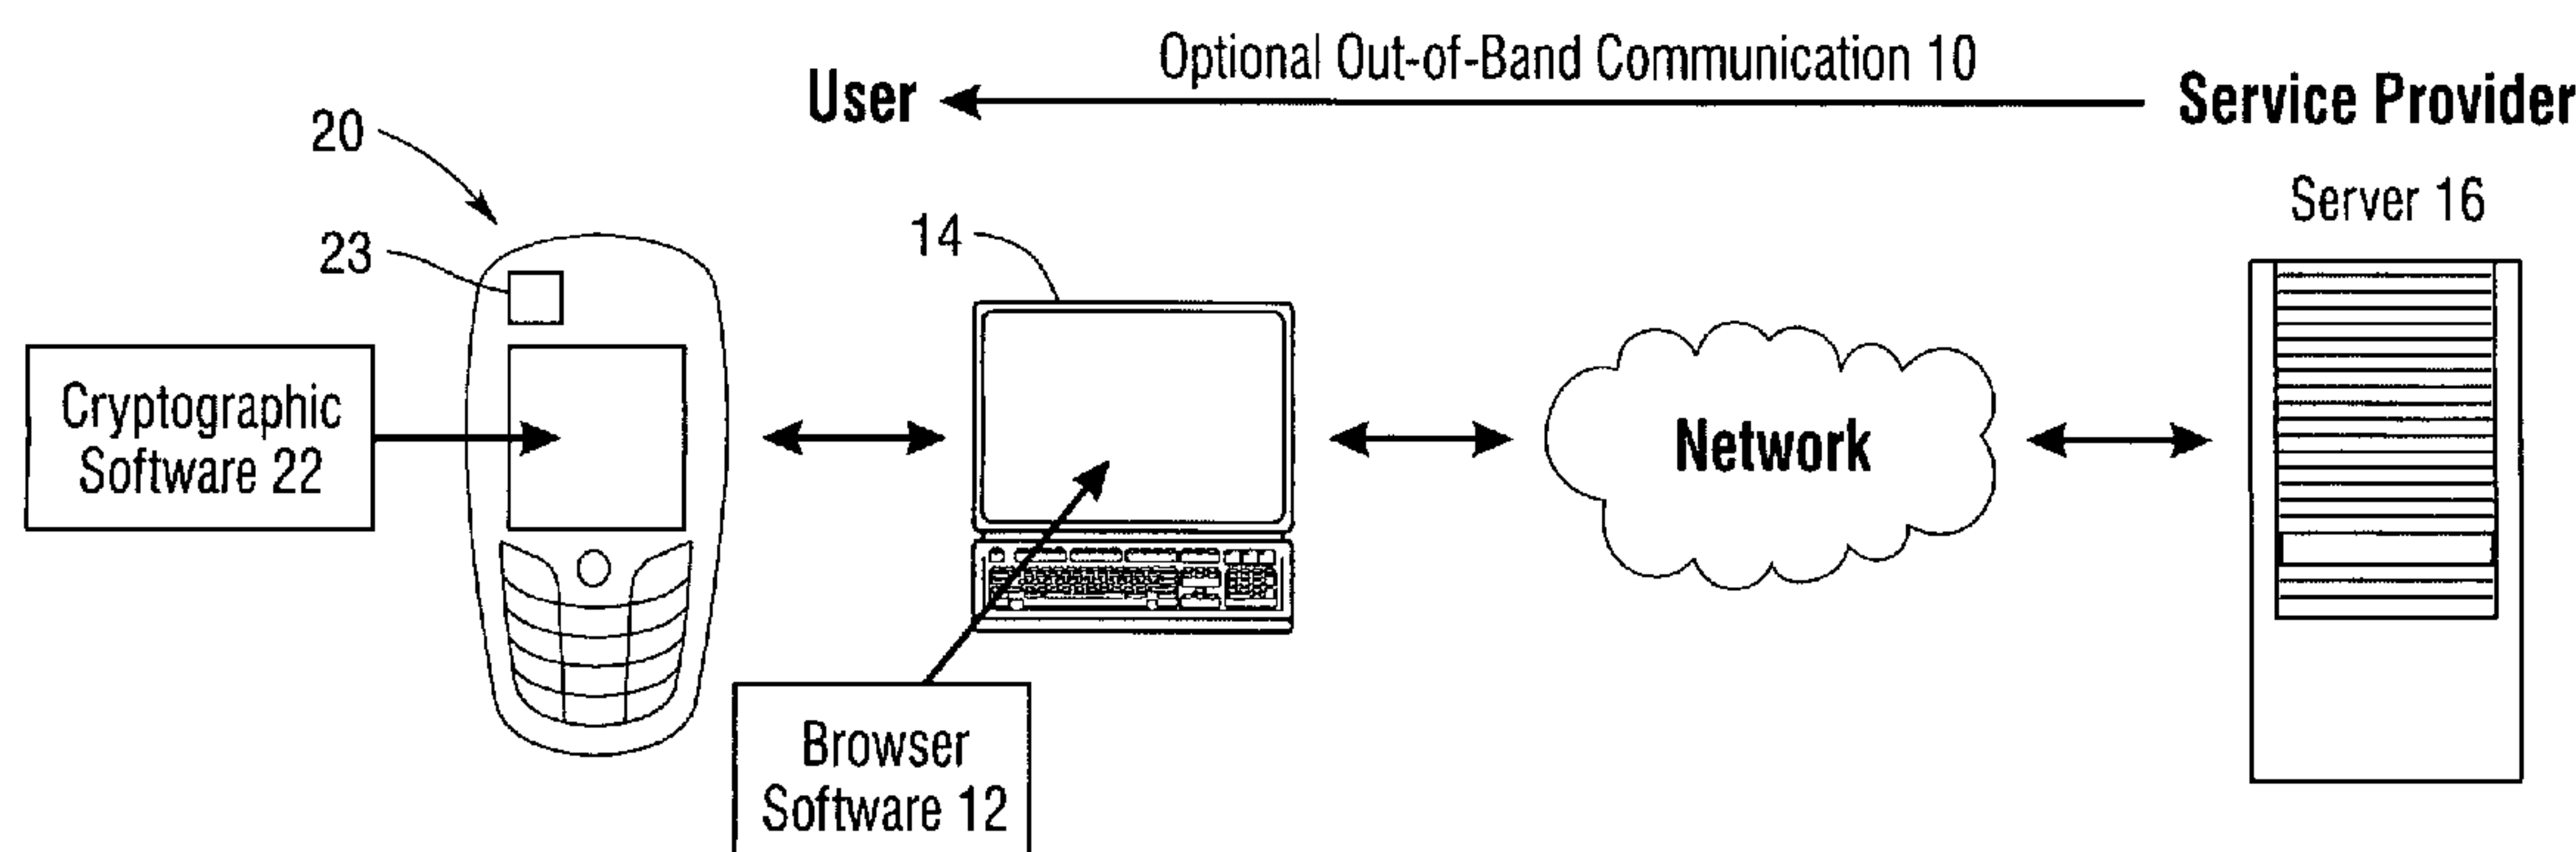 Optional Out-of-Band Communication 10
User
Service Provider
20
Server 16
23
14
Cryptographic
Software 22
Network
Browser
Software 12